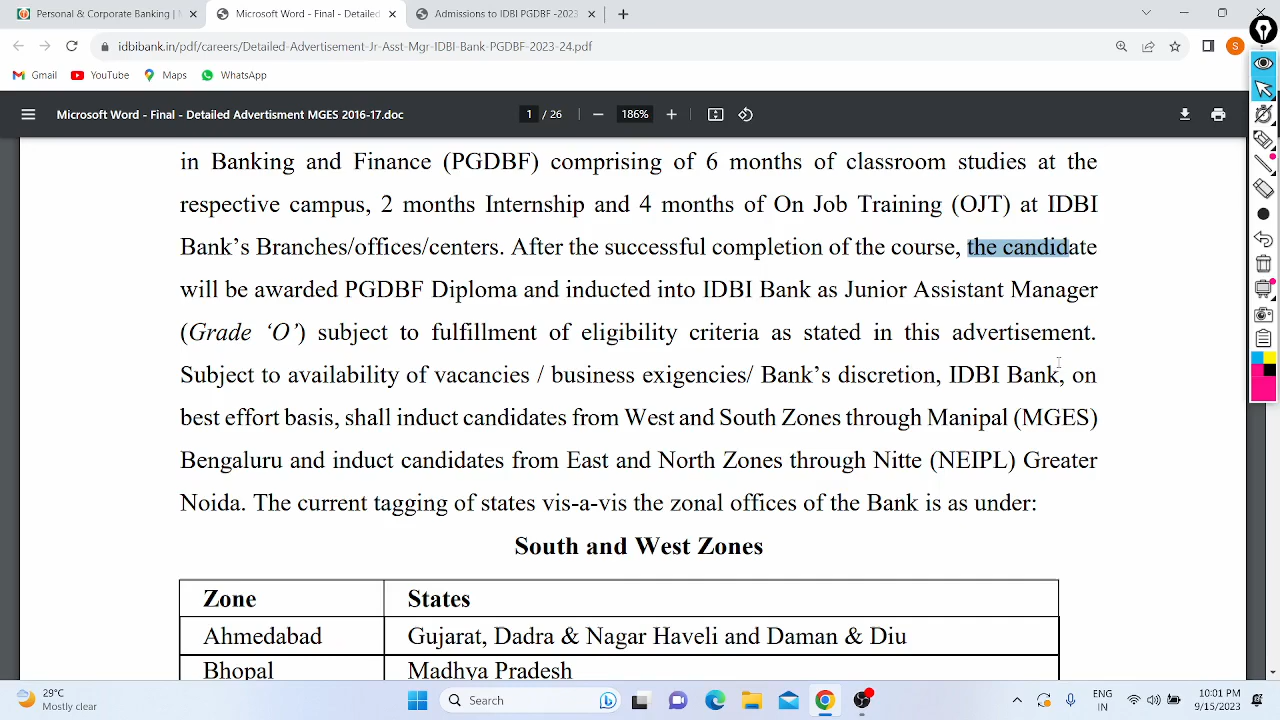 Personal & Corporate Banking |
Microsoft Word - Final - Detailed
Admissions to IDBI PGDBF -2023
idbibank.in/pdf/careers/Detailed-Advertisement-Jr-Asst-Mgr-IDBI-Bank-PGDBF-2023-24.pdf
S
Gmail YouTube Maps WhatsApp
Microsoft Word - Final - Detailed Advertisment MGES 2016-17.doc 1 / 26 186%
in Banking and Finance (PGDBF) comprising of 6 months of classroom studies at the
respective campus, 2 months Internship and 4 months of On Job Training (OJT) at IDBI
Bank’s Branches/offices/centers. After the successful completion of the course, the candidate
will be awarded PGDBF Diploma and inducted into IDBI Bank as Junior Assistant Manager
(Grade ‘O’) subject to fulfillment of eligibility criteria as stated in this advertisement.
Subject to availability of vacancies / business exigencies/ Bank’s discretion, IDBI Bank, on
best effort basis, shall induct candidates from West and South Zones through Manipal (MGES)
Bengaluru and induct candidates from East and North Zones through Nitte (NEIPL) Greater
Noida. The current tagging of states vis-a-vis the zonal offices of the Bank is as under:
South and West Zones
Zone States
Ahmedabad Gujarat, Dadra & Nagar Haveli and Daman & Diu
Bhopal Madhya Pradesh
29°C
Mostly clear
Search
ENG
IN
10:01 PM
9/15/2023